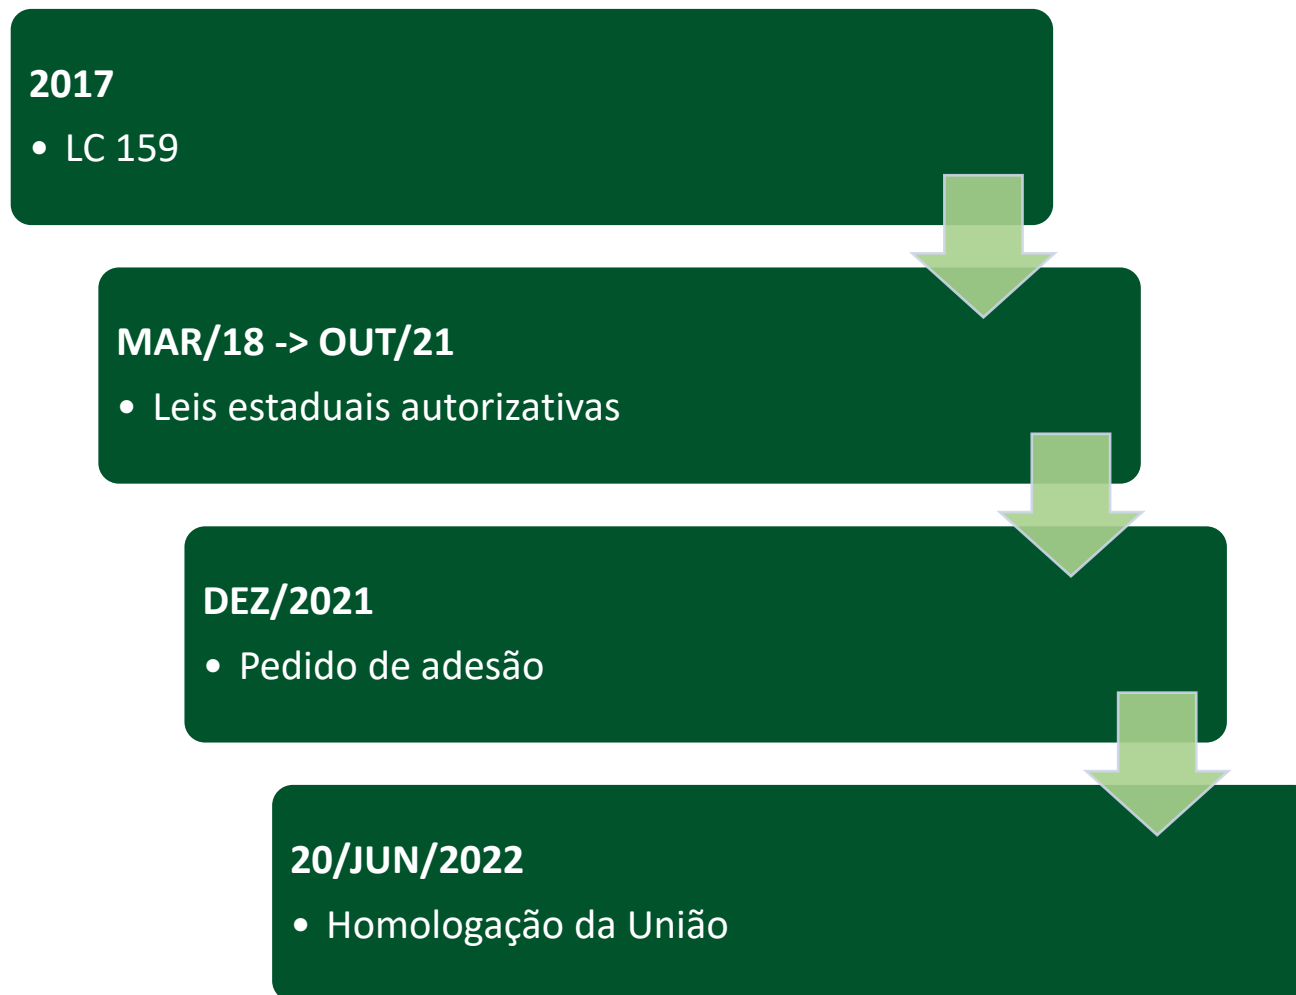 2017
• LC 159
MAR/18 -> OUT/21
• Leis estaduais autorizativas
DEZ/2021
• Pedido de adesão
20/JUN/2022
• Homologação da União